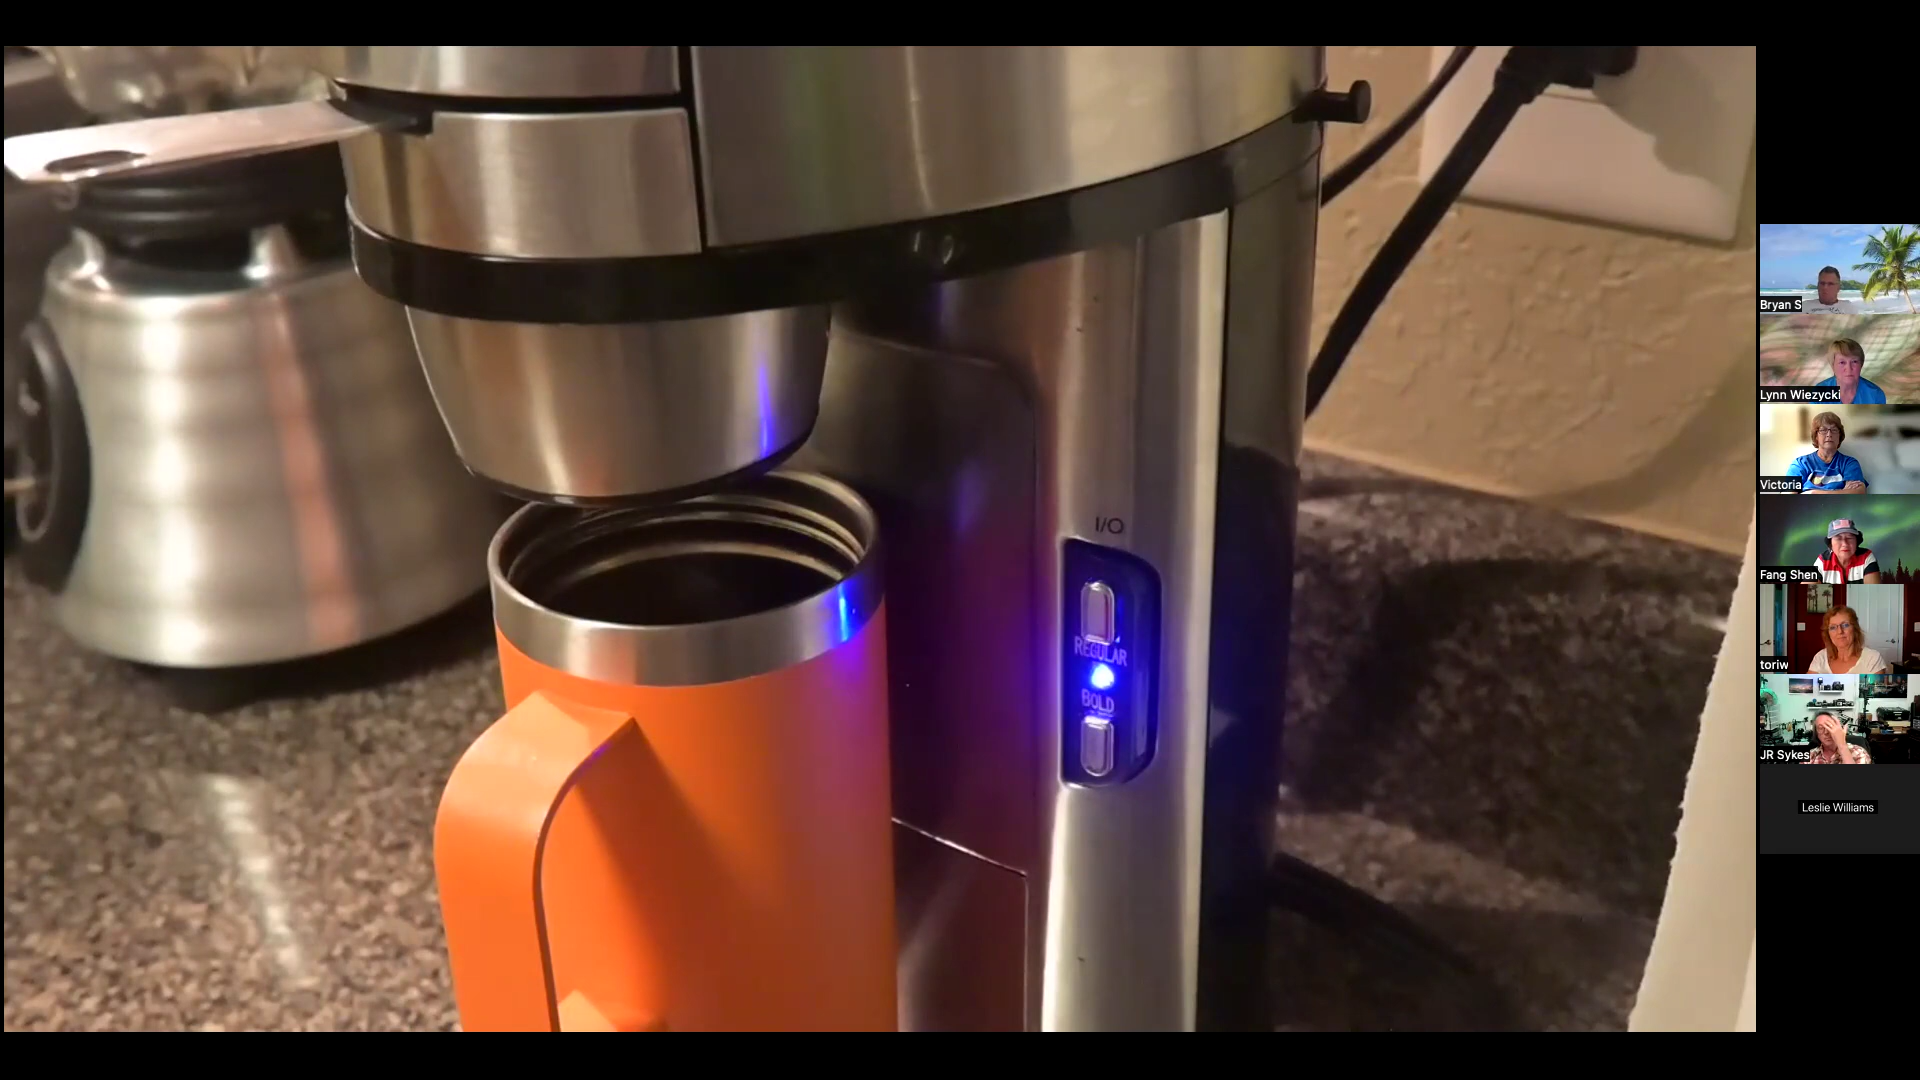 I/O
REGULAR
BOLD
Bryan S
Lynn Wiezycki
Victoria
Fang Shen
toriw
JR Sykes
Leslie Williams